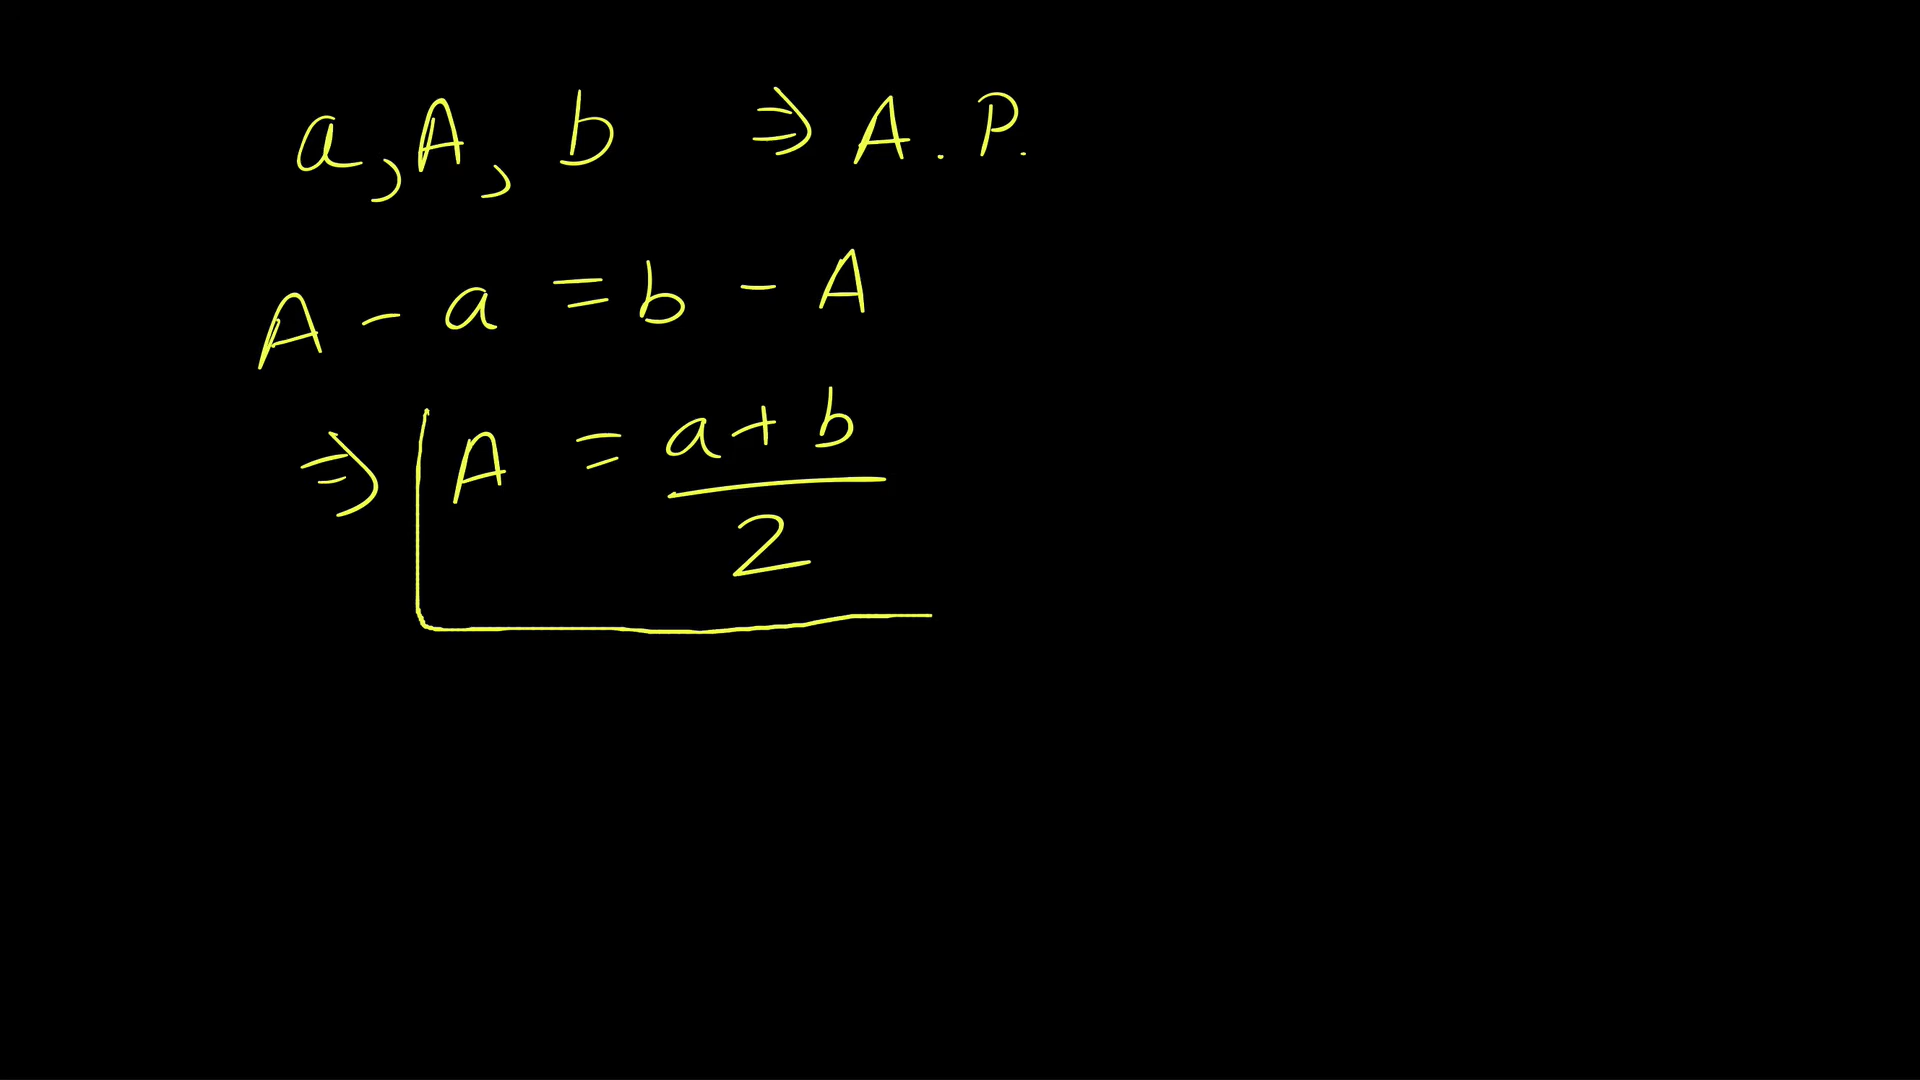 a, A, b ⇒ A. P.
A - a = b - A
⇒ A = a + b
2